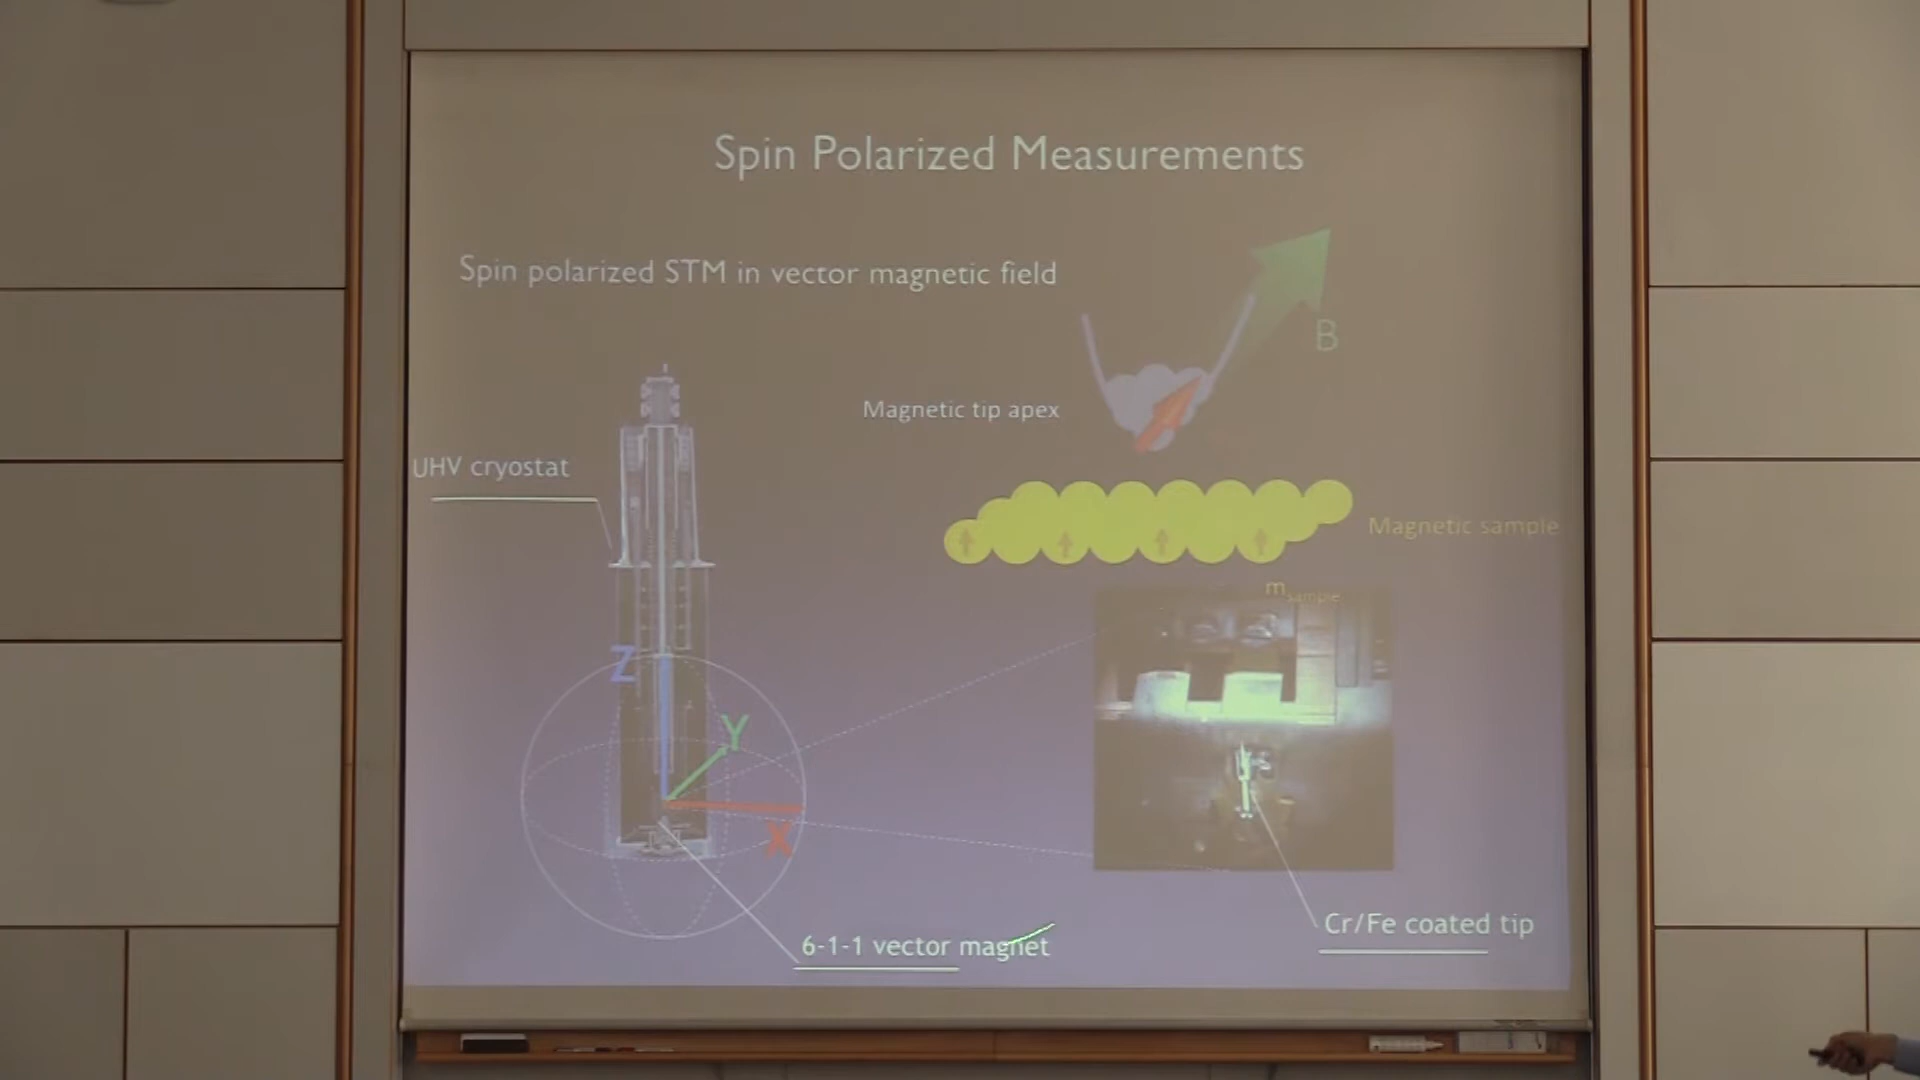 Spin Polarized Measurements
Spin polarized STM in vector magnetic field
B
Magnetic tip apex
UHV cryostat
Magnetic sample
m sample
Z
Y
X
Cr/Fe coated tip
6-1-1 vector magnet